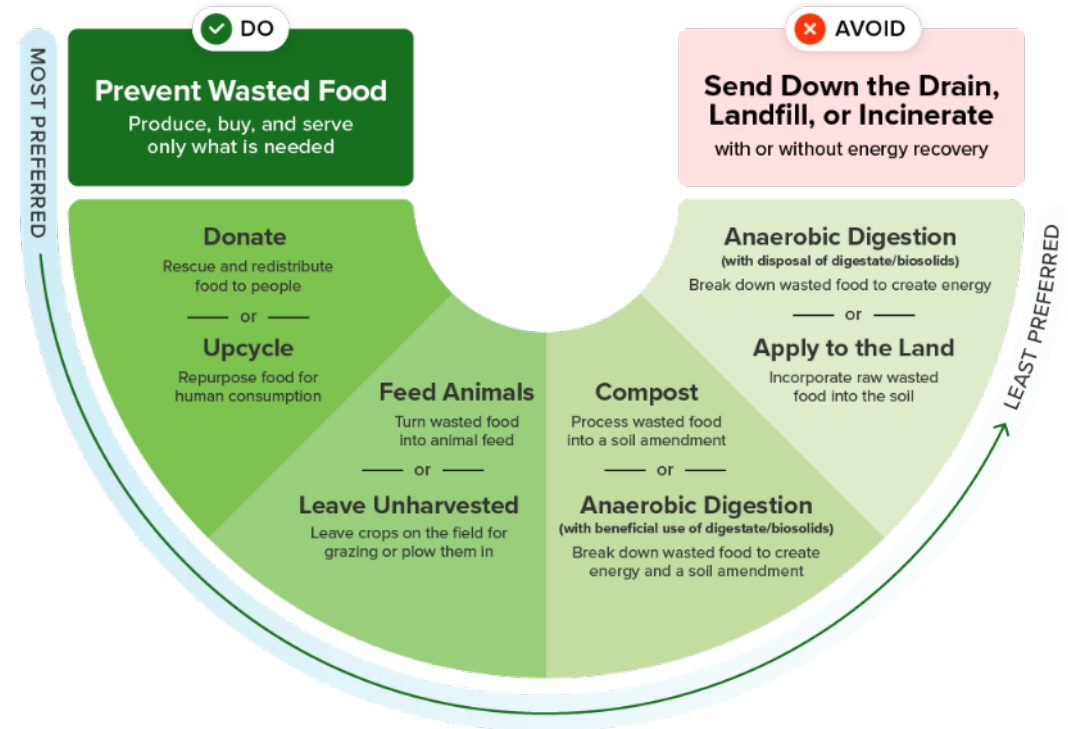 DO
Prevent Wasted Food
Produce, buy, and serve
only what is needed
AVOID
Send Down the Drain,
Landfill, or Incinerate
with or without energy recovery
MOST PREFERRED
Donate
Rescue and redistribute
food to people
or
Upcycle
Repurpose food for
human consumption
Feed Animals
Turn wasted food
into animal feed
or
Leave Unharvested
Leave crops on the field for
grazing or plow them in
Compost
Process wasted food
into a soil amendment
or
Anaerobic Digestion
(with beneficial use of digestate/biosolids)
Break down wasted food to create
energy and a soil amendment
Anaerobic Digestion
(with disposal of digestate/biosolids)
Break down wasted food to create energy
or
Apply to the Land
Incorporate raw wasted
food into the soil
LEAST PREFERRED